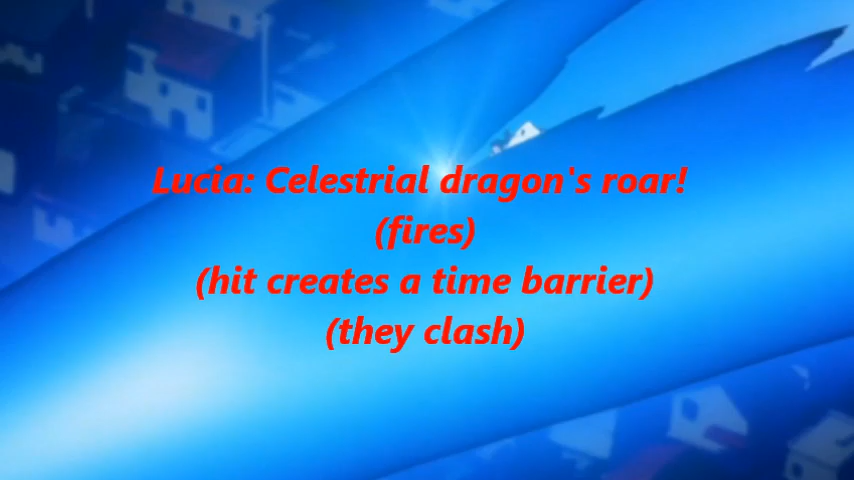 Lucia: Celestrial dragon's roar!
(fires)
(hit creates a time barrier)
(they clash)